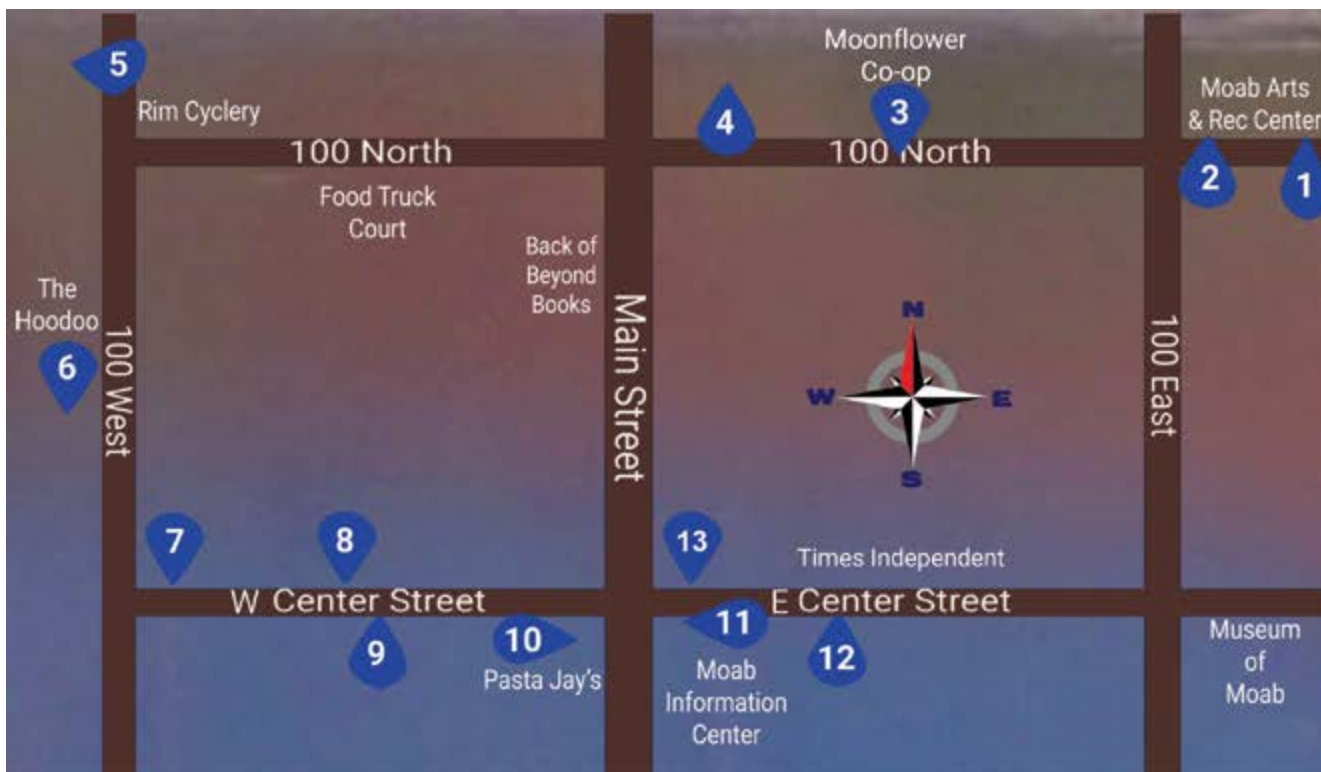 Moonflower
Co-op
5
Moab Arts
& Rec Center
Rim Cyclery
4
3
100 North
100 North
2
1
Food Truck
Court
Back of
Beyond
Books
The
Hoodoo
6
100 West
Main Street
N
W
E
S
100 East
7
8
13
Times Independent
W Center Street
E Center Street
9
10
Pasta Jay's
11
12
Moab
Information
Center
Museum
of
Moab